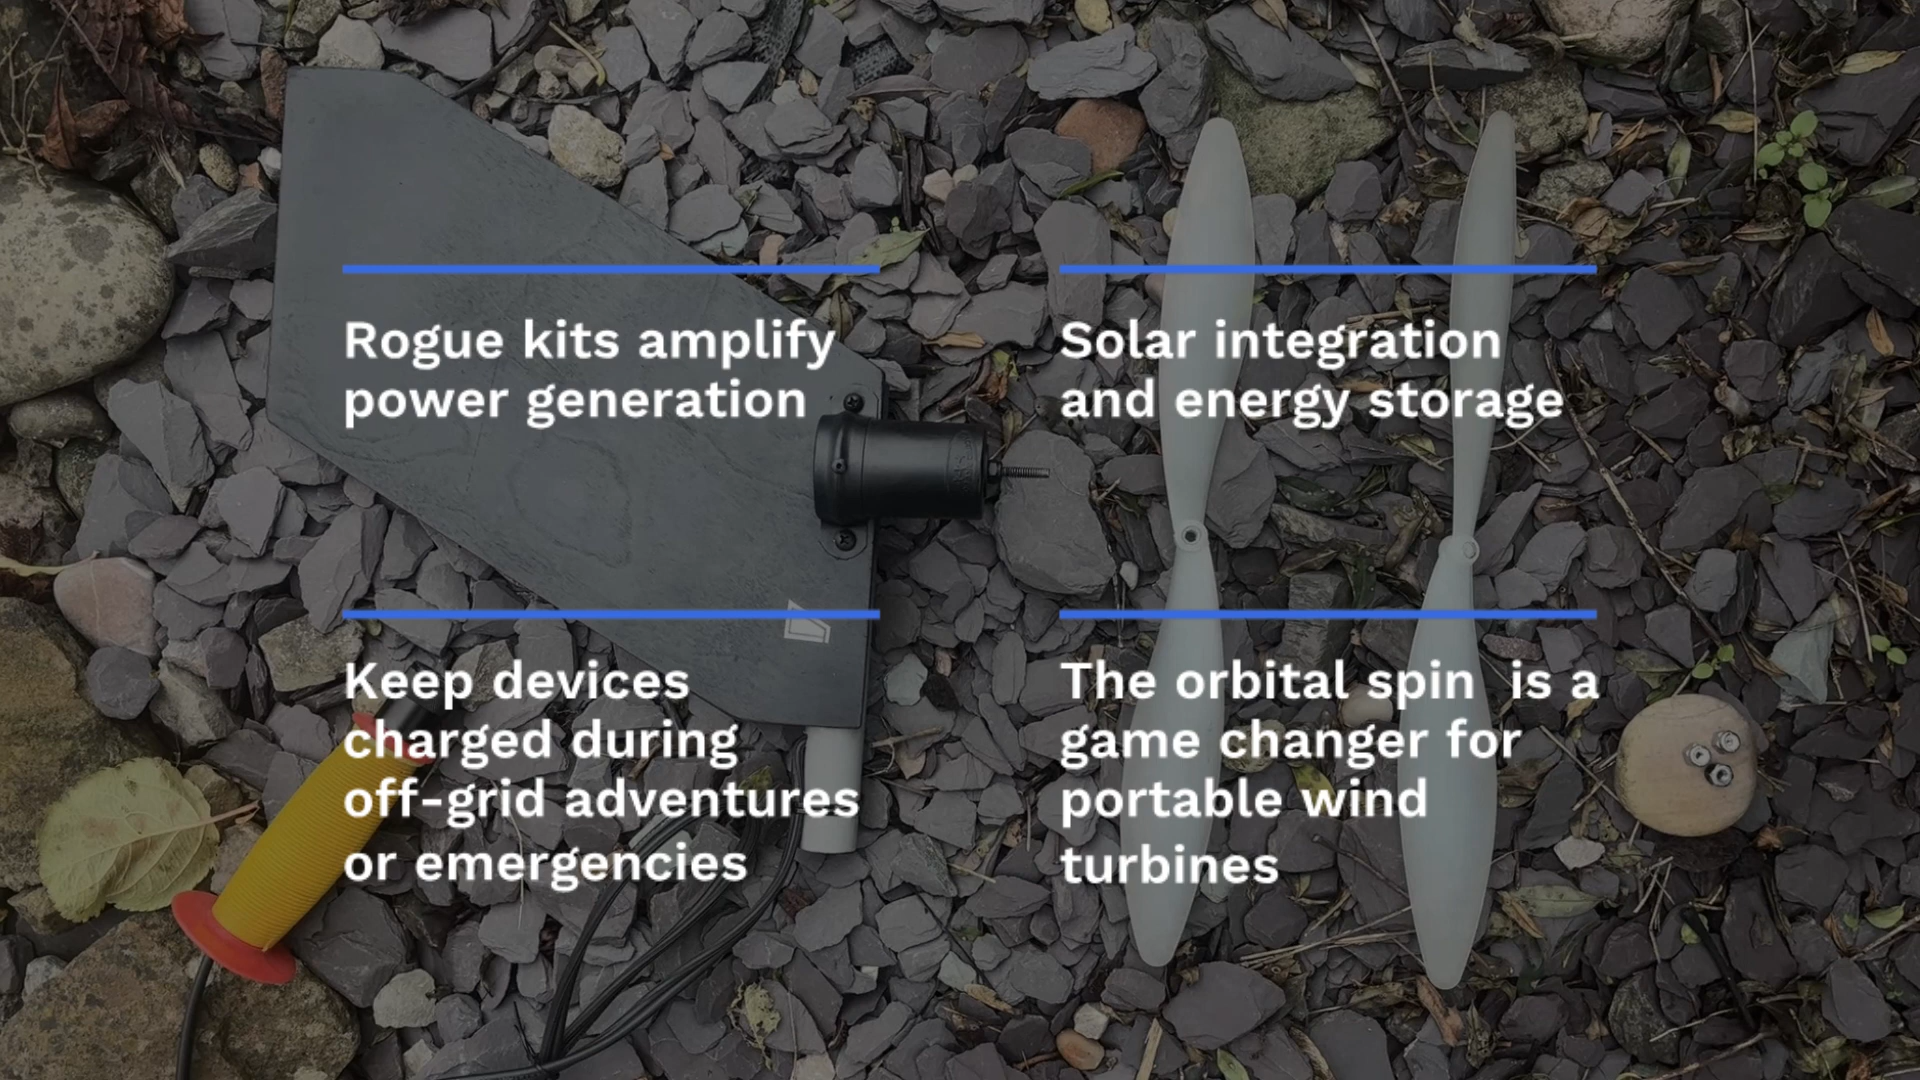 Rogue kits amplify
power generation
Solar integration
and energy storage
Keep devices
charged during
off-grid adventures
or emergencies
The orbital spin  is a
game changer for
portable wind
turbines